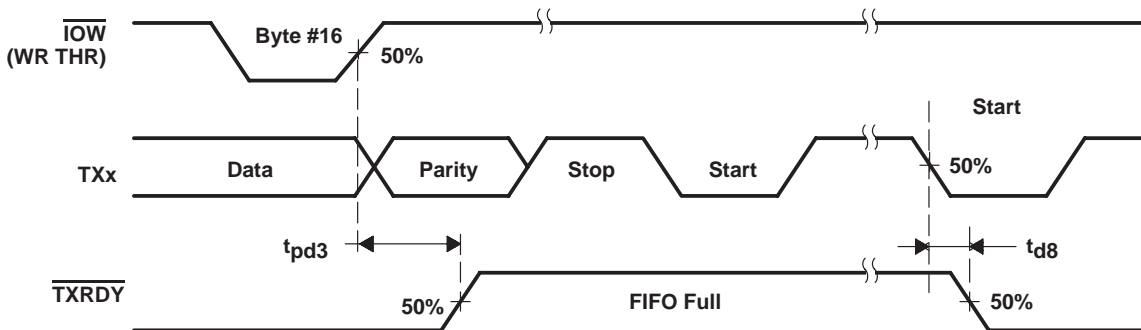 IOW
(WR THR)
Byte #16
50%
Start
TXx
Data
Parity
Stop
Start
50%
tpd3
td8
TXRDY
50%
FIFO Full
50%